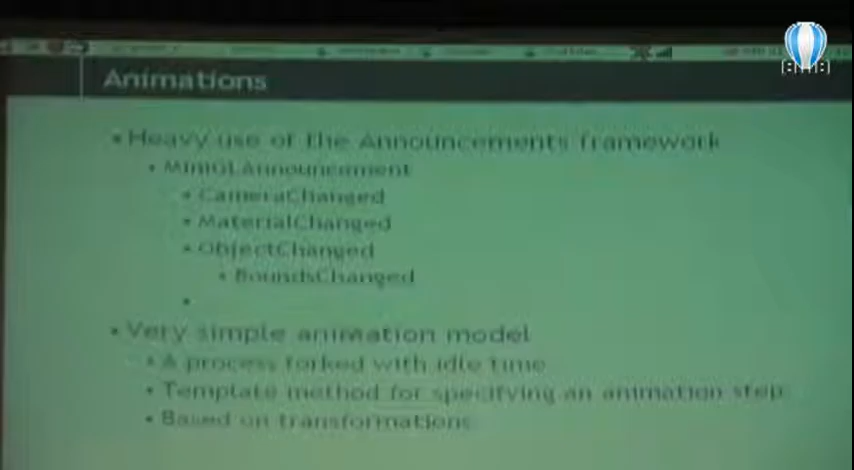 Animations
Heavy use of the Announcements framework
MiniGLAnnouncement
CameraChanged
MaterialChanged
ObjectChanged
BoundsChanged
Very simple animation model
A process forked with idle time
Template method for specifying an animation step
Based on transformations